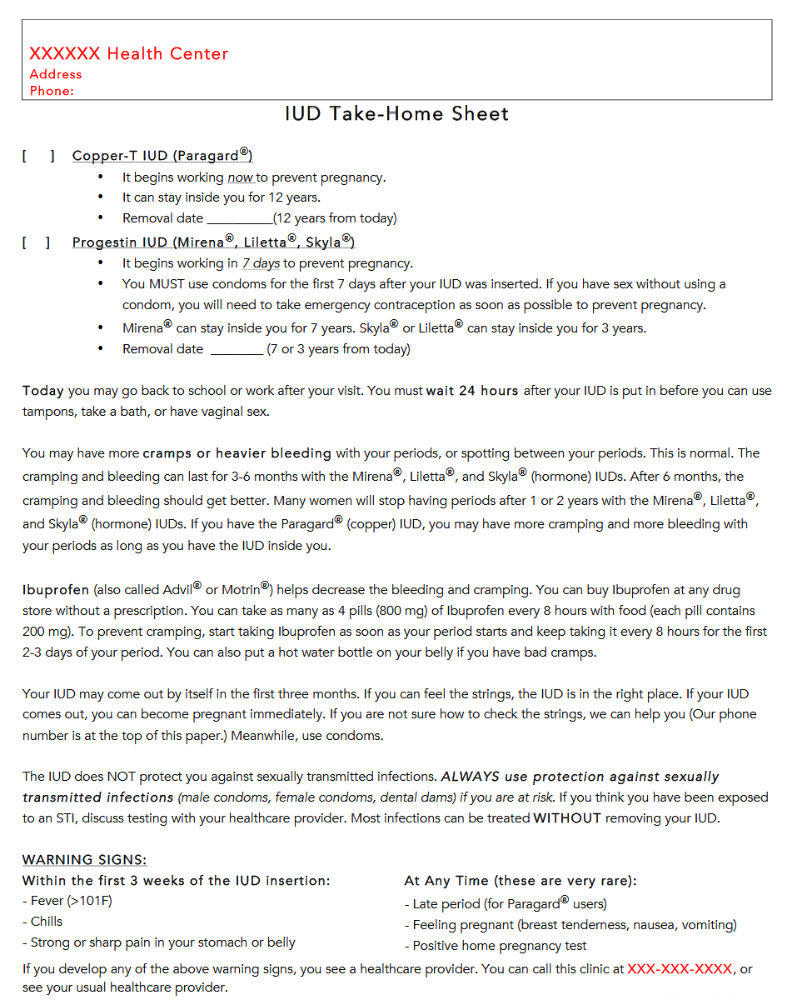 XXXXXX Health Center
Address
Phone:
IUD Take-Home Sheet
[ ] Copper-T IUD (Paragard®)
• It begins working now to prevent pregnancy.
• It can stay inside you for 12 years.
• Removal date __________(12 years from today)
[ ] Progestin IUD (Mirena®, Liletta®, Skyla®)
• It begins working in 7 days to prevent pregnancy.
• You MUST use condoms for the first 7 days after your IUD was inserted. If you have sex without using a
condom, you will need to take emergency contraception as soon as possible to prevent pregnancy.
• Mirena® can stay inside you for 7 years. Skyla® or Liletta® can stay inside you for 3 years.
• Removal date ________ (7 or 3 years from today)
Today you may go back to school or work after your visit. You must wait 24 hours after your IUD is put in before you can use
tampons, take a bath, or have vaginal sex.
You may have more cramps or heavier bleeding with your periods, or spotting between your periods. This is normal. The
cramping and bleeding can last for 3-6 months with the Mirena®, Liletta®, and Skyla® (hormone) IUDs. After 6 months, the
cramping and bleeding should get better. Many women will stop having periods after 1 or 2 years with the Mirena®, Liletta®,
and Skyla® (hormone) IUDs. If you have the Paragard® (copper) IUD, you may have more cramping and more bleeding with
your periods as long as you have the IUD inside you.
Ibuprofen (also called Advil® or Motrin®) helps decrease the bleeding and cramping. You can buy Ibuprofen at any drug
store without a prescription. You can take as many as 4 pills (800 mg) of Ibuprofen every 8 hours with food (each pill contains
200 mg). To prevent cramping, start taking Ibuprofen as soon as your period starts and keep taking it every 8 hours for the first
2-3 days of your period. You can also put a hot water bottle on your belly if you have bad cramps.
Your IUD may come out by itself in the first three months. If you can feel the strings, the IUD is in the right place. If your IUD
comes out, you can become pregnant immediately. If you are not sure how to check the strings, we can help you (Our phone
number is at the top of this paper.) Meanwhile, use condoms.
The IUD does NOT protect you against sexually transmitted infections. ALWAYS use protection against sexually
transmitted infections (male condoms, female condoms, dental dams) if you are at risk. If you think you have been exposed
to an STI, discuss testing with your healthcare provider. Most infections can be treated WITHOUT removing your IUD.
WARNING SIGNS:
Within the first 3 weeks of the IUD insertion:
- Fever (>101F)
- Chills
- Strong or sharp pain in your stomach or belly
At Any Time (these are very rare):
- Late period (for Paragard® users)
- Feeling pregnant (breast tenderness, nausea, vomiting)
- Positive home pregnancy test
If you develop any of the above warning signs, you see a healthcare provider. You can call this clinic at XXX-XXX-XXXX, or
see your usual healthcare provider.